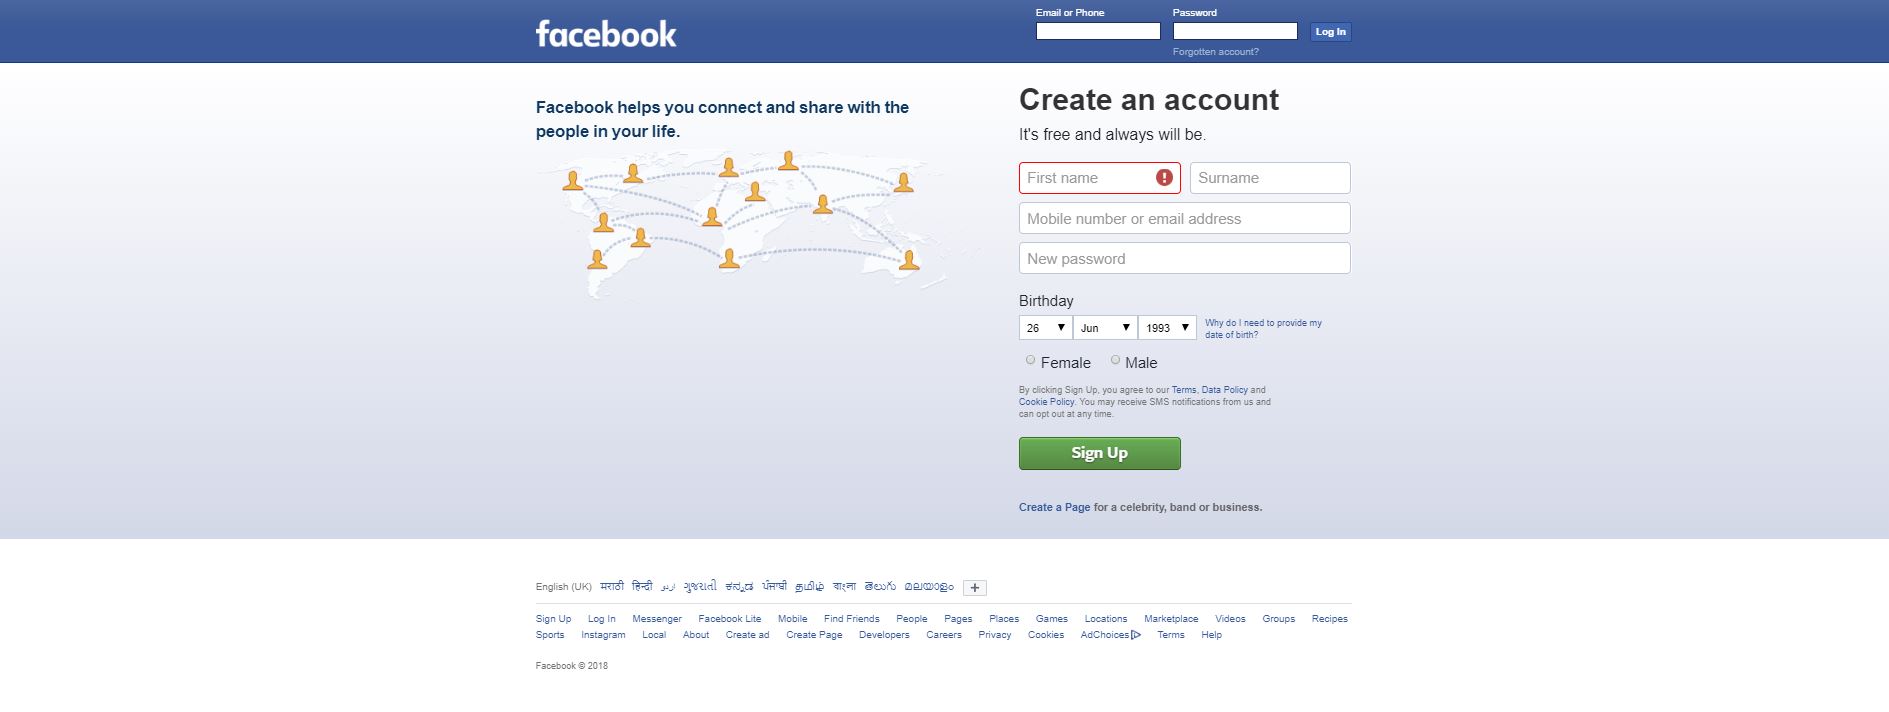 facebook
Email or Phone
Password
Log In
Forgotten account?
Facebook helps you connect and share with the
people in your life.
Create an account
It's free and always will be.
First name
Surname
Mobile number or email address
New password
Birthday
26 Jun 1993
Why do I need to provide my
date of birth?
Female Male
By clicking Sign Up, you agree to our Terms, Data Policy and
Cookie Policy. You may receive SMS notifications from us and
can opt out at any time.
Sign Up
Create a Page for a celebrity, band or business.
English (UK) मराठी हिन्दी اردو ગુજરાતી ಕನ್ನಡ ਪੰਜਾਬੀ தமிழ் বাংলা తెలుగు മലയാളം +
Sign Up Log In Messenger Facebook Lite Mobile Find Friends People Pages Places Games Locations Marketplace Videos Groups Recipes
Sports Instagram Local About Create ad Create Page Developers Careers Privacy Cookies AdChoices Terms Help
Facebook © 2018